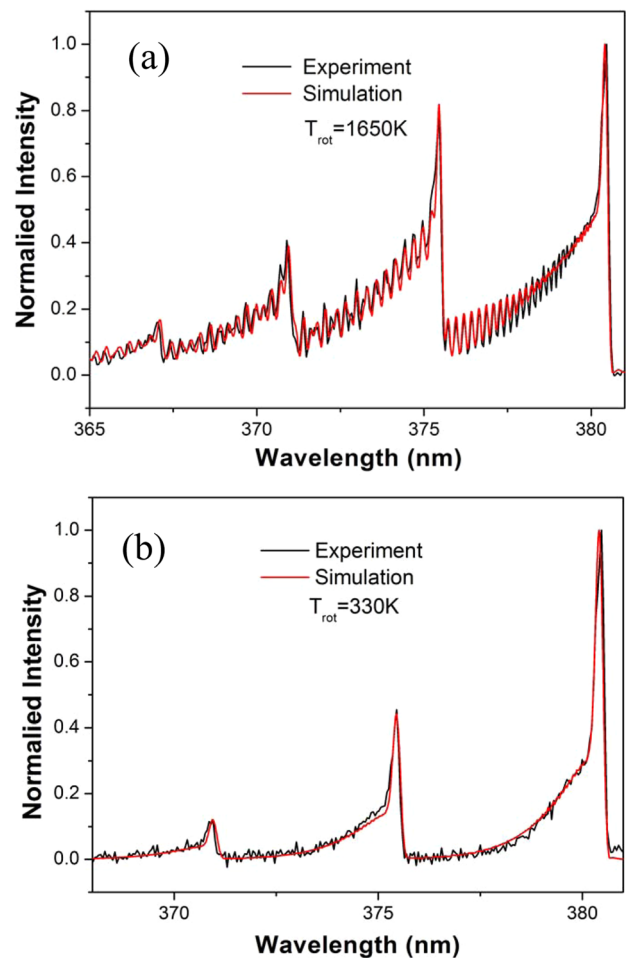 (a)
Experiment
Simulation
Trot=1650K
Normalied Intensity
1.0
0.8
0.6
0.4
0.2
0.0
365 370 375 380
Wavelength (nm)
(b)
Experiment
Simulation
Trot=330K
Normalied Intensity
1.0
0.8
0.6
0.4
0.2
0.0
370 375 380
Wavelength (nm)